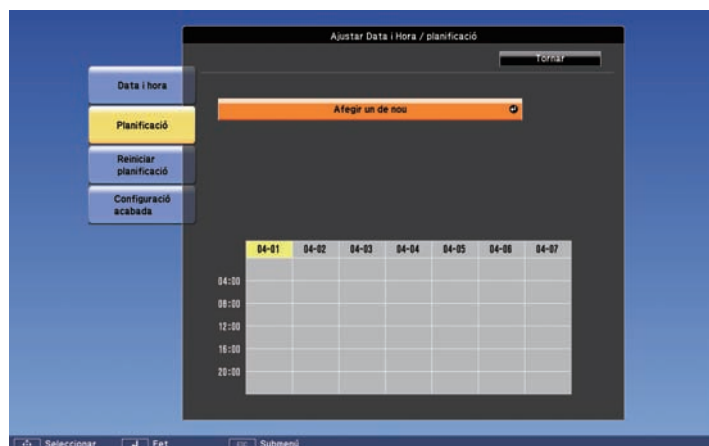 Ajustar Data i Hora / planificació
Tornar
Data i hora
Planificació
Reiniciar
planificació
Configuració
acabada
Afegir un de nou
04-01 04-02 04-03 04-04 04-05 04-06 04-07
04:00
08:00
12:00
16:00
20:00
Seleccionar Fet Esc Submenú